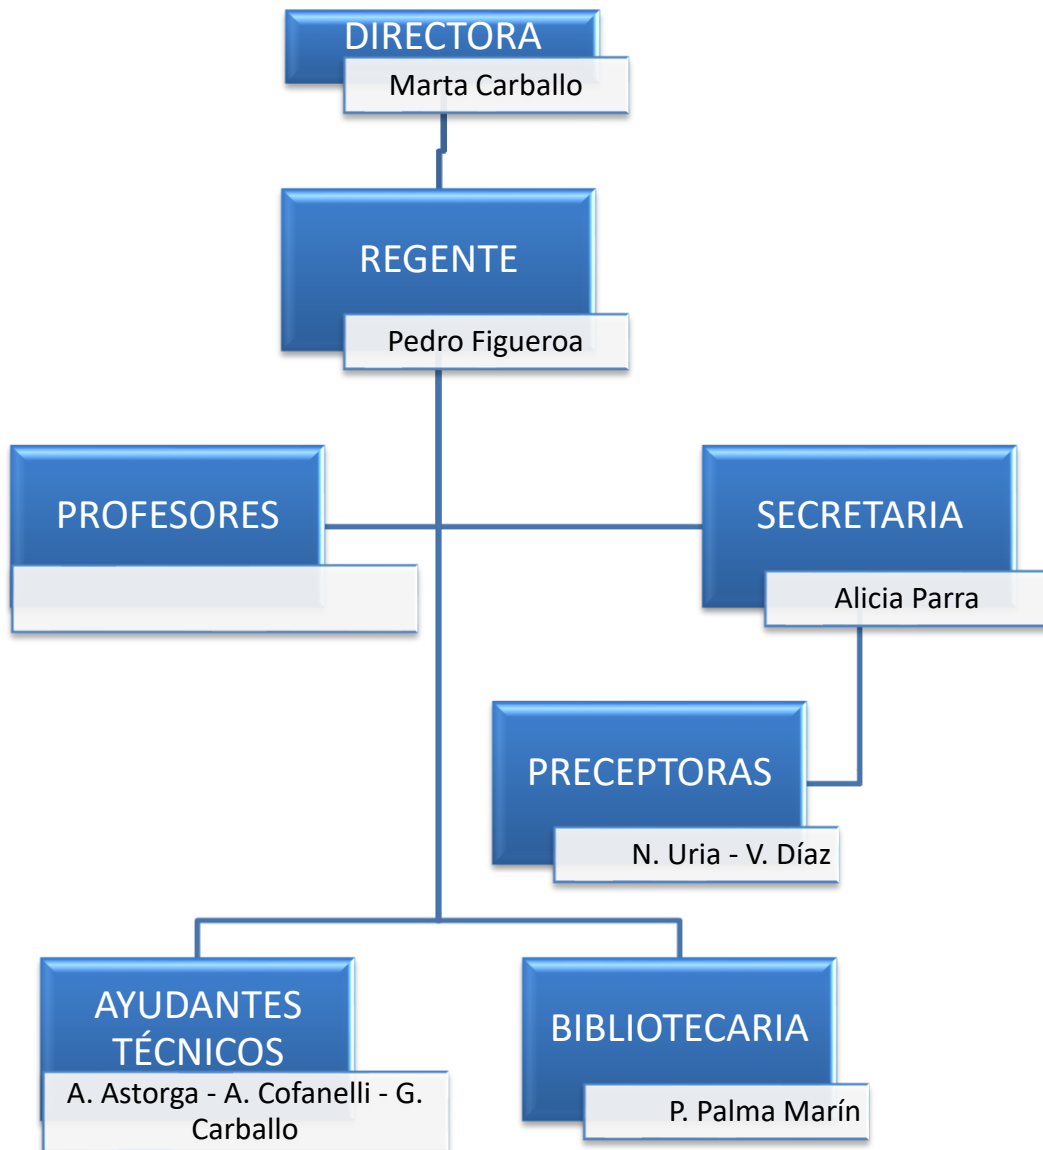 DIRECTORA
Marta Carballo
REGENTE
Pedro Figueroa
PROFESORES
SECRETARIA
Alicia Parra
PRECEPTORAS
N. Uria - V. Díaz
AYUDANTES
TÉCNICOS
A. Astorga - A. Cofanelli - G.
Carballo
BIBLIOTECARIA
P. Palma Marín